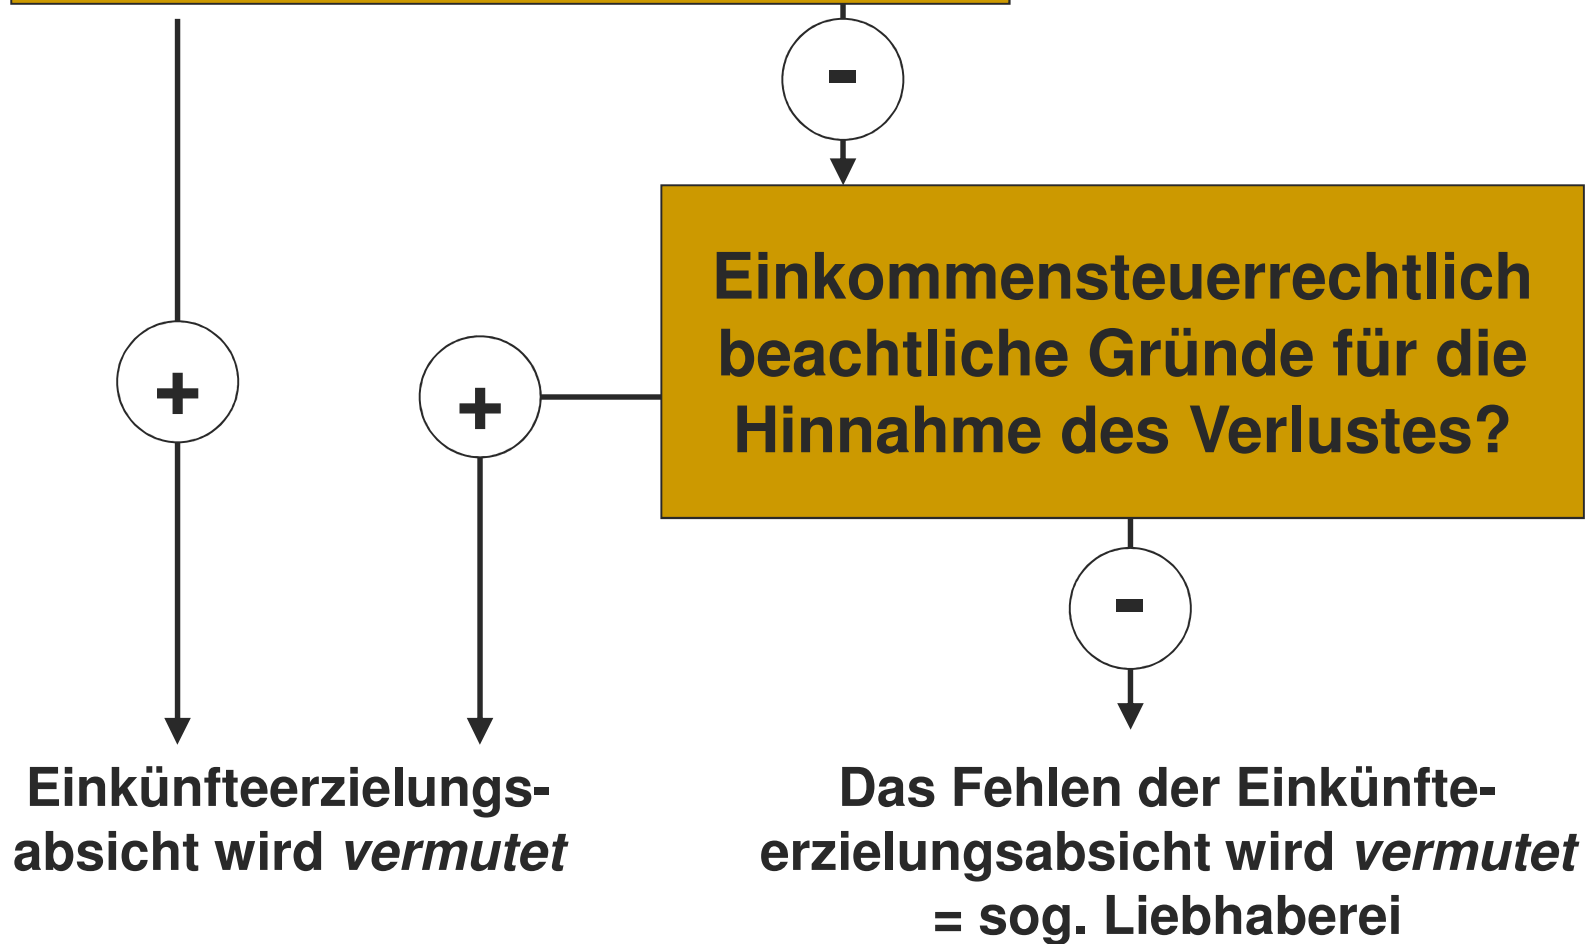 -
Einkommensteuerrechtlich
beachtliche Gründe für die
Hinnahme des Verlustes?
+
+
-
Einkünfteerzielungs-
absicht wird vermutet
Das Fehlen der Einkünfte-
erzielungsabsicht wird vermutet
= sog. Liebhaberei